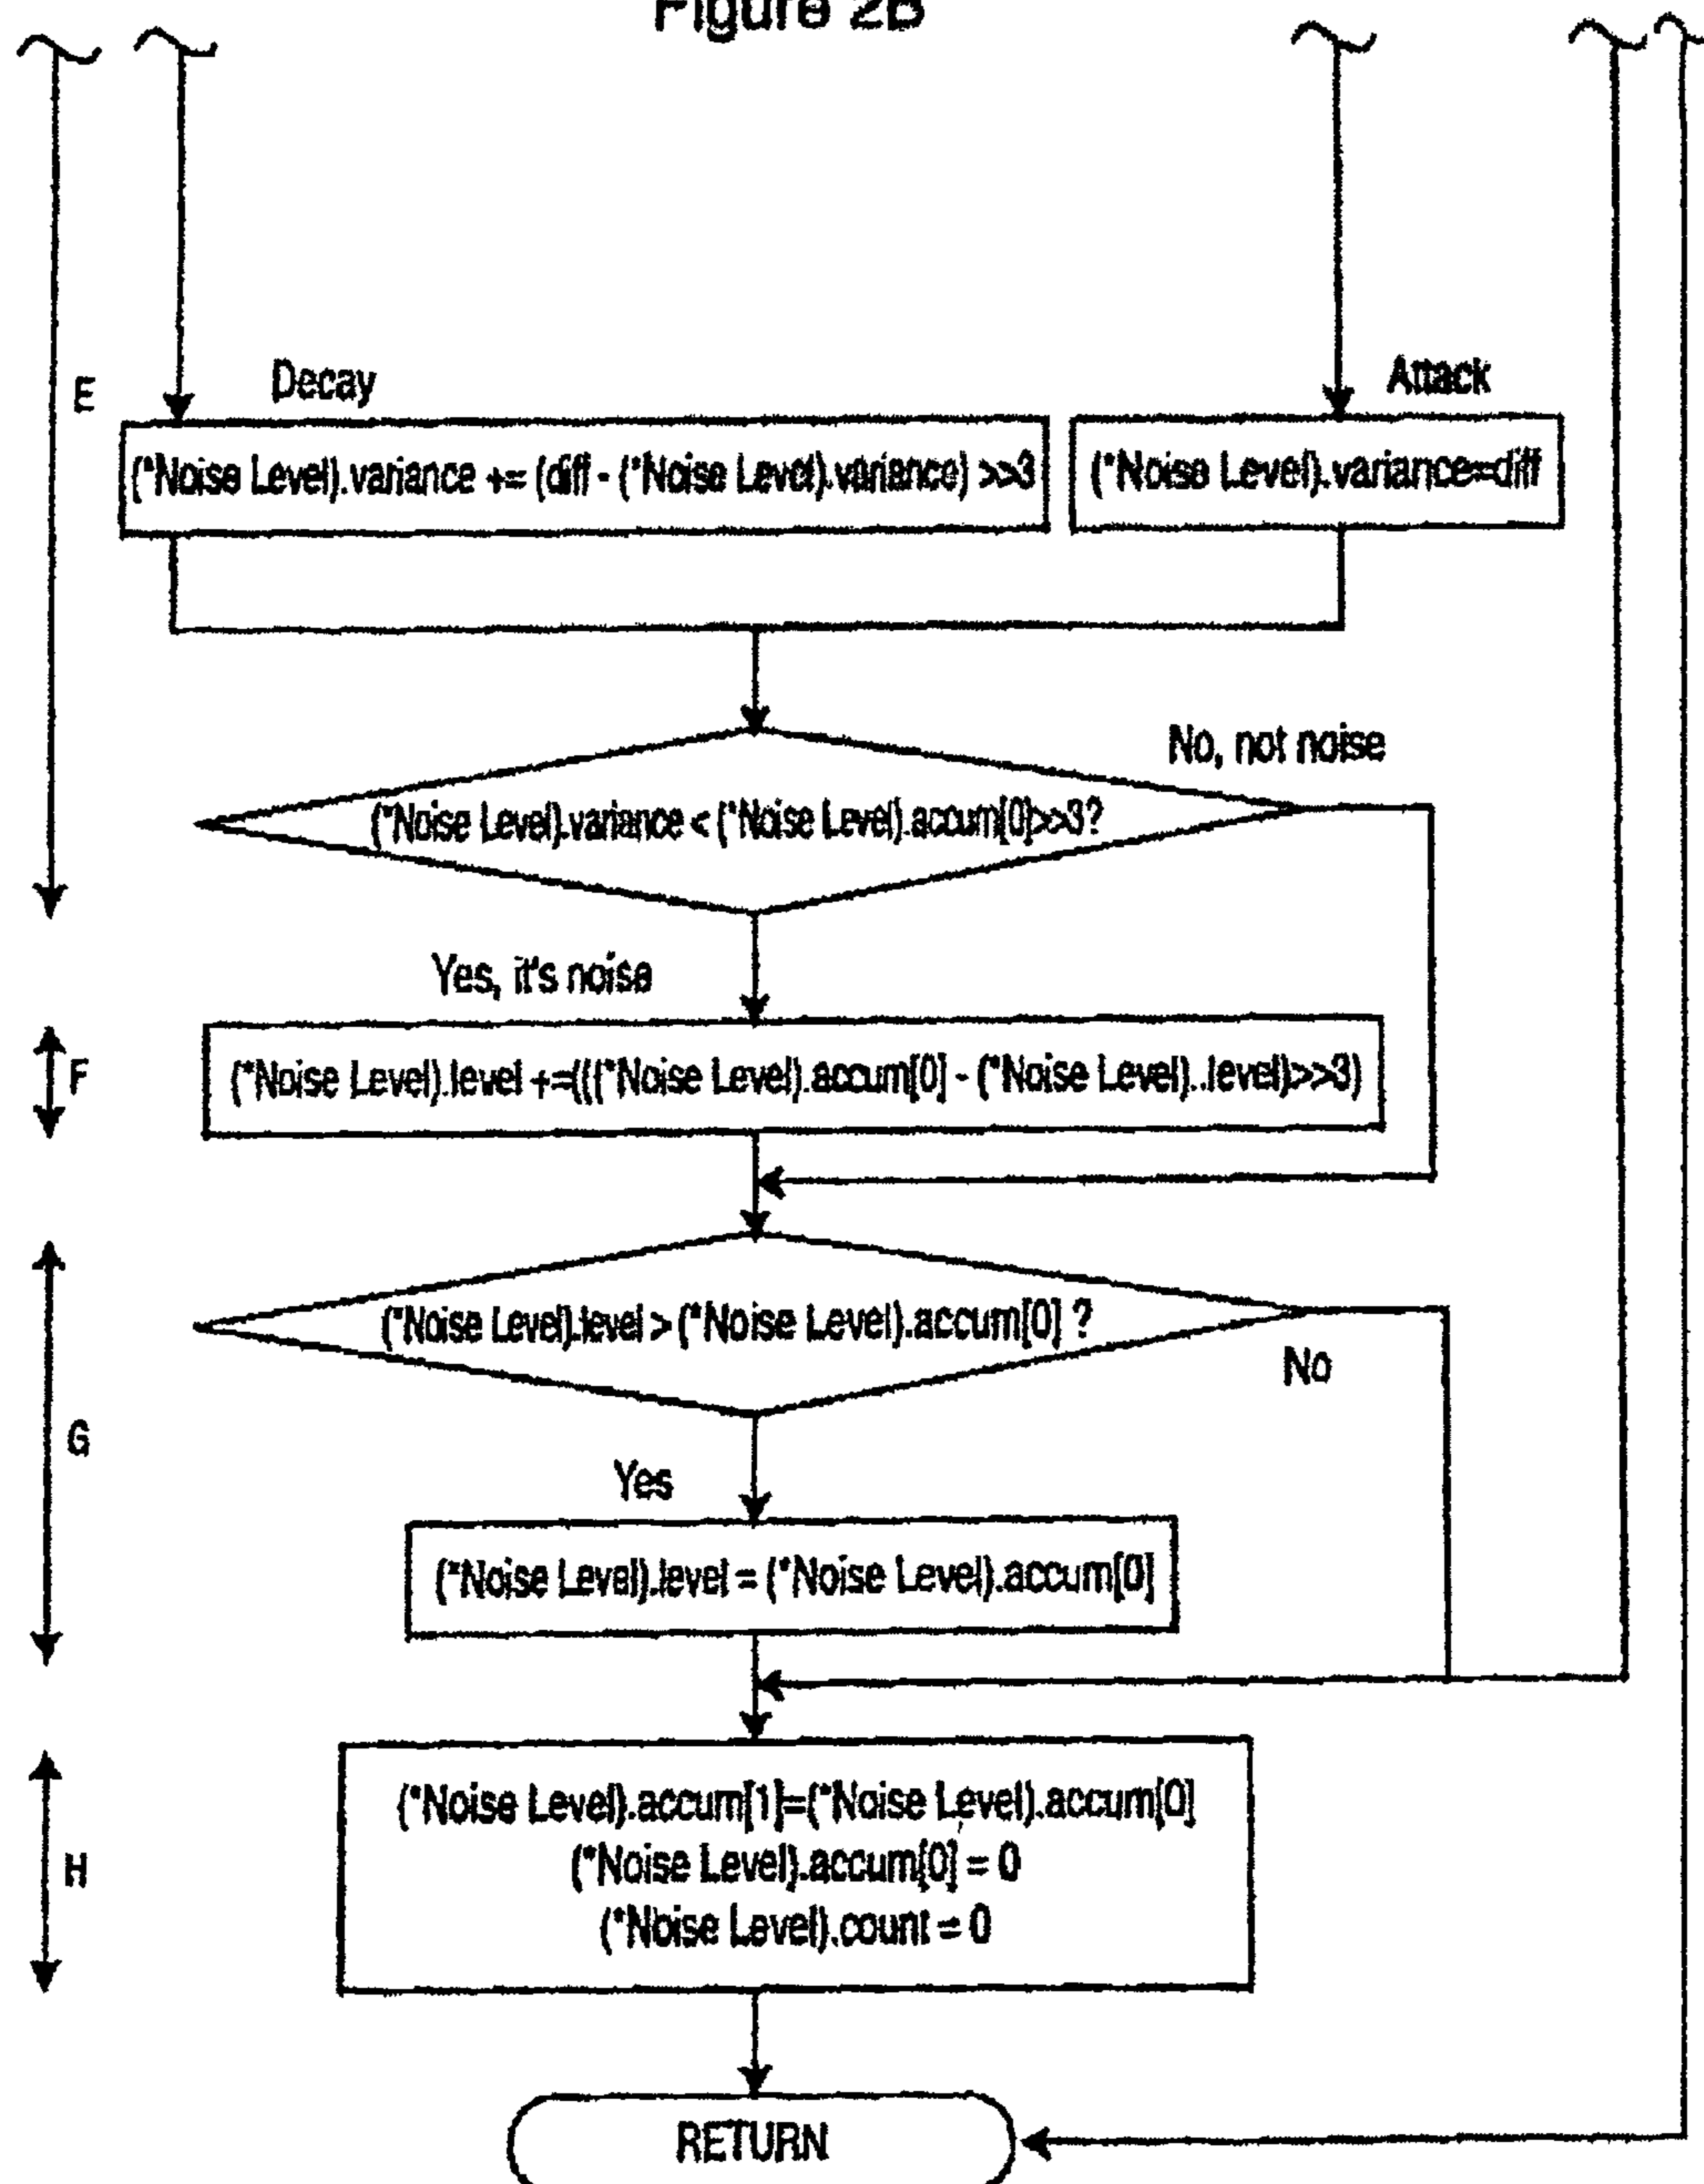 Figure 2B
E
Decay
Attack
(*Noise Level).variance += (diff - (*Noise Level).variance) >>3
(*Noise Level).variance=diff
No, not noise
(*Noise Level).variance < (*Noise Level).accum[0]>>3?
Yes, it's noise
F
(*Noise Level).level +=(((*Noise Level).accum[0] - (*Noise Level)..level)>>3)
G
(*Noise Level).level > (*Noise Level).accum[0] ?
No
Yes
(*Noise Level).level = (*Noise Level).accum[0]
H
(*Noise Level).accum[1]=(*Noise Level).accum[0]
(*Noise Level).accum[0] = 0
(*Noise Level).count = 0
RETURN